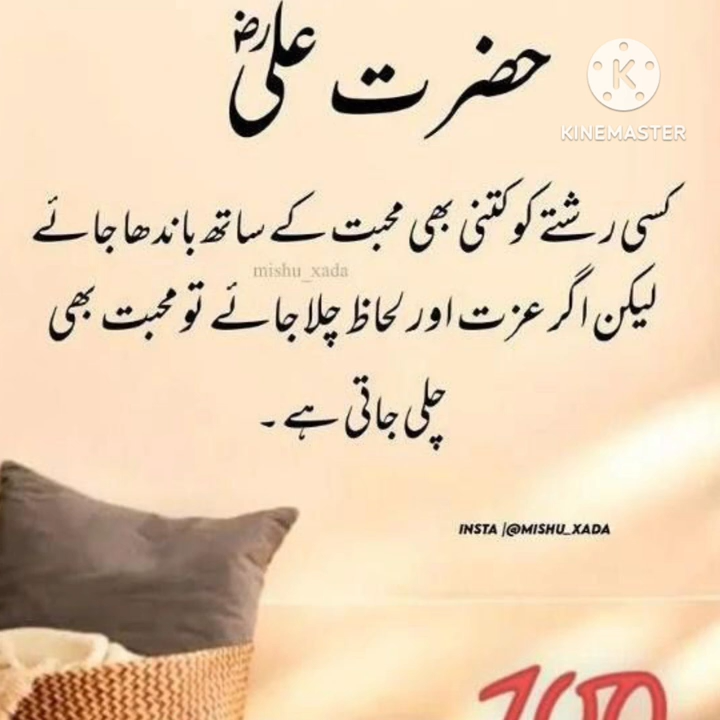 حضرت علیؓ
K
KINEMASTER
کسی رشتے کو کتنی بھی محبت کے ساتھ باندھا جائے
mishu_xada
لیکن اگر عزت اور لحاظ چلا جائے تو محبت بھی
چلی جاتی ہے۔
INSTA |@MISHU_XADA
100